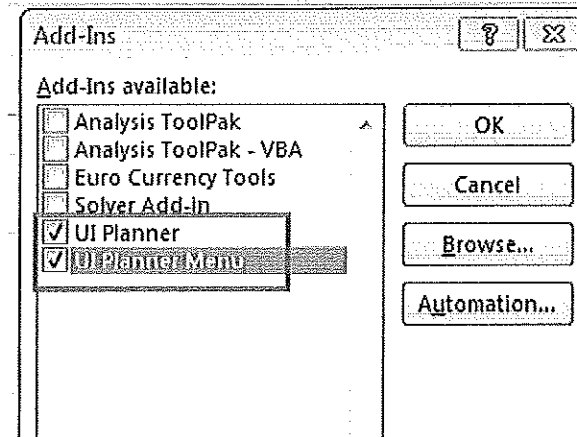 Add-Ins
Add-Ins available:
Analysis ToolPak
Analysis ToolPak - VBA
Euro Currency Tools
Solver Add-in
UI Planner
UI Planner Menu
OK
Cancel
Browse...
Automation...